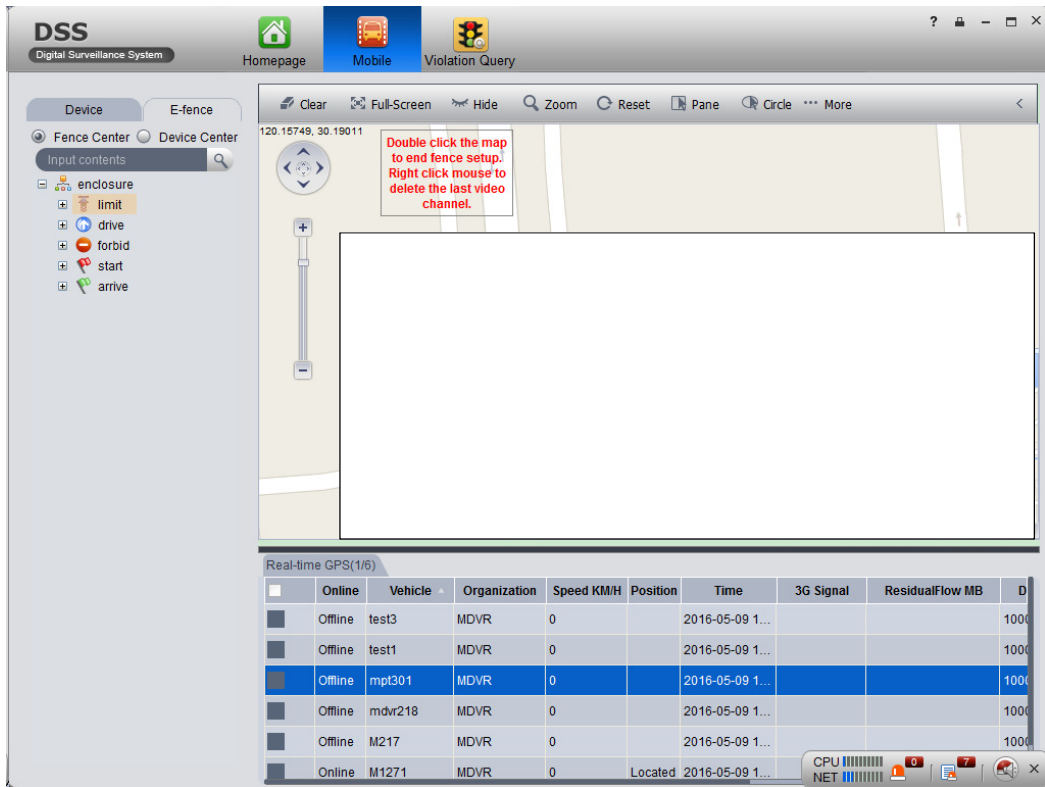 DSS
Digital Surveillance System
Homepage
Mobile
Violation Query
?
Device
E-fence
Fence Center
Device Center
Input contents
enclosure
limit
drive
forbid
start
arrive
Clear
Full-Screen
Hide
Zoom
Reset
Pane
Circle
More
120.15749, 30.19011
Double click the map
to end fence setup.
Right click mouse to
delete the last video
channel.
Real-time GPS(1/6)
Online Vehicle Organization Speed KM/H Position Time 3G Signal ResidualFlow MB D
Offline test3 MDVR 0 2016-05-09 1... 1000
Offline test1 MDVR 0 2016-05-09 1... 1000
Offline mpt301 MDVR 0 2016-05-09 1... 1000
Offline mdvr218 MDVR 0 2016-05-09 1... 1000
Offline M217 MDVR 0 2016-05-09 1... 1000
Online M1271 MDVR 0 Located 2016-05-09 1...
CPU
NET
0
7